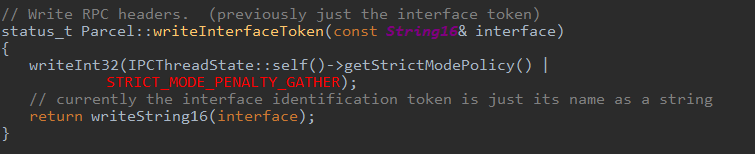 // Write RPC headers.  (previously just the interface token)
status_t Parcel::writeInterfaceToken(const String16& interface)
{
    writeInt32(IPCThreadState::self()->getStrictModePolicy() |
               STRICT_MODE_PENALTY_GATHER);
    // currently the interface identification token is just its name as a string
    return writeString16(interface);
}